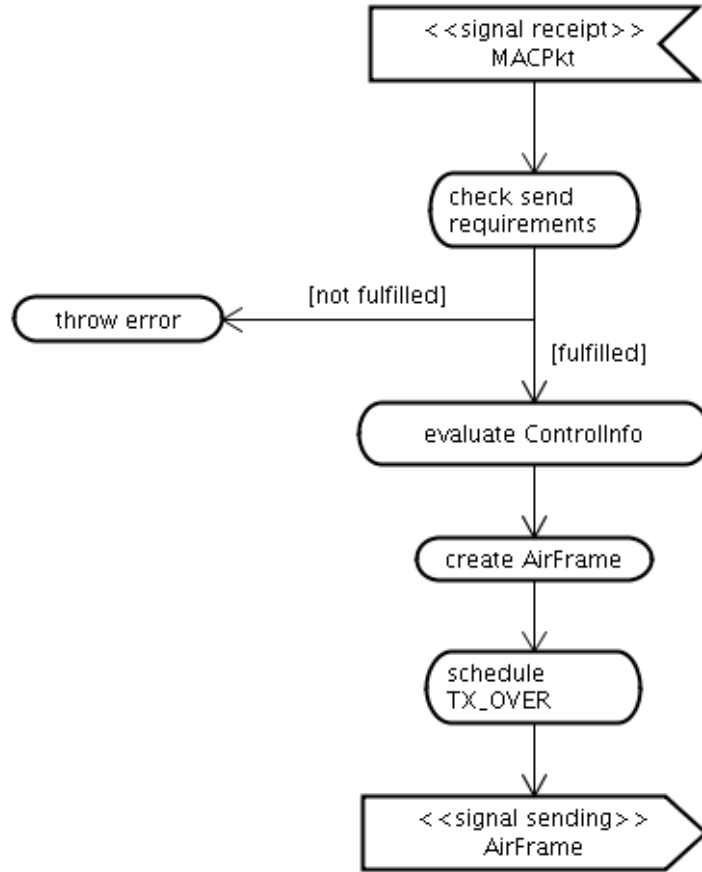 <<signal receipt>>
MACPkt
check send
requirements
[not fulfilled]
throw error
[fulfilled]
evaluate ControlInfo
create AirFrame
schedule
TX_OVER
<<signal sending>>
AirFrame